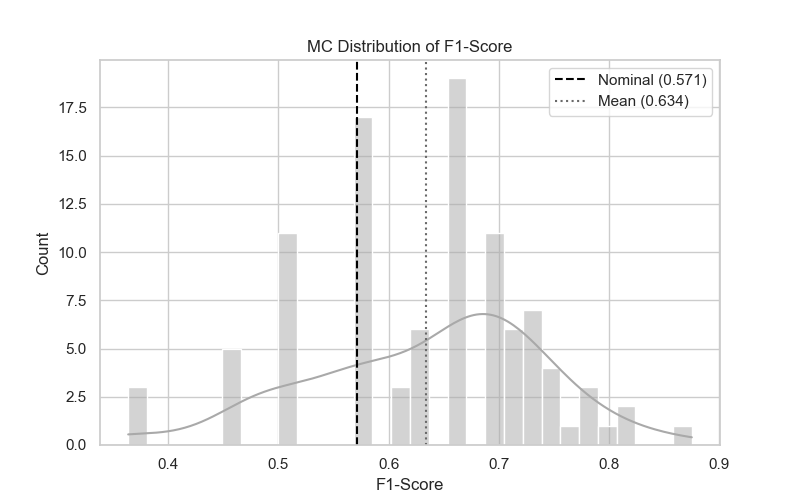 MC Distribution of F1-Score
Nominal (0.571)
Mean (0.634)
17.5
15.0
12.5
10.0
7.5
5.0
2.5
0.0
Count
0.4 0.5 0.6 0.7 0.8 0.9
F1-Score